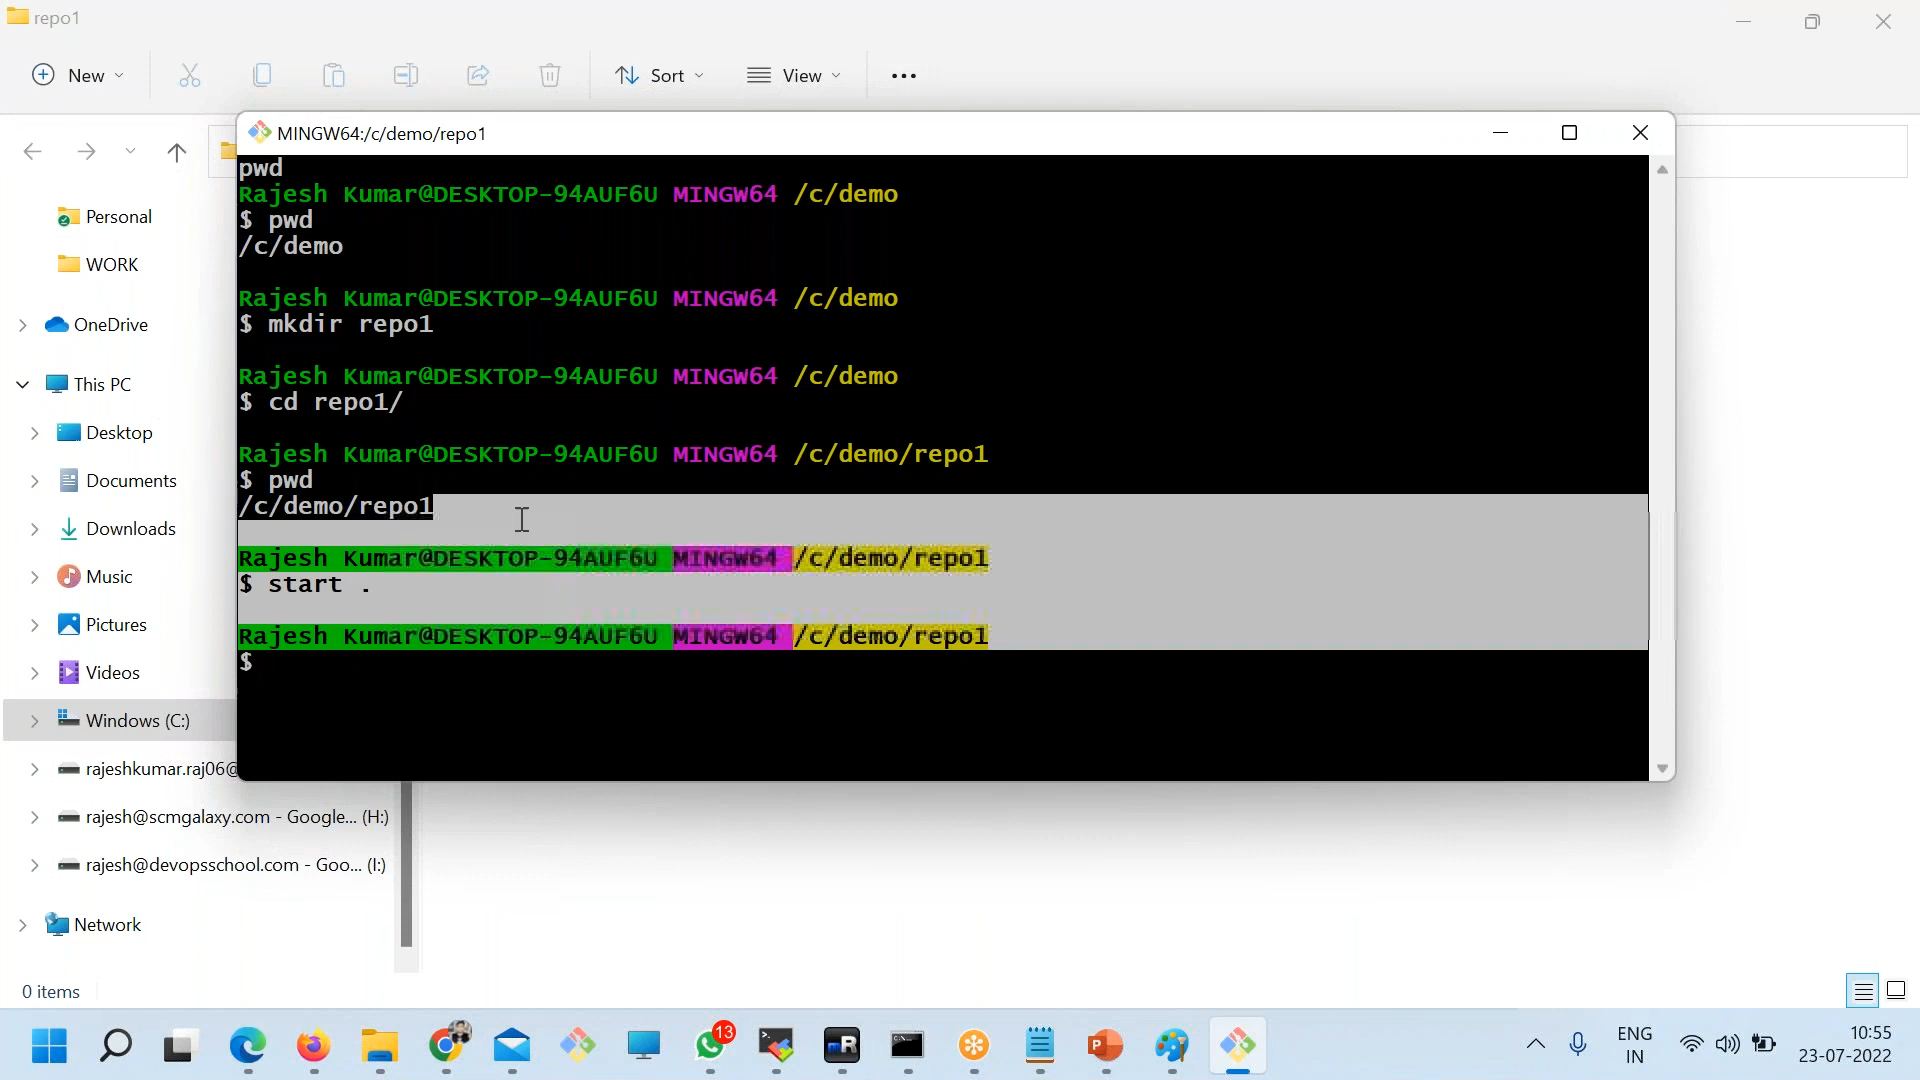 repo1
New
Sort
View
MINGW64:/c/demo/repo1
pwd
Rajesh Kumar@DESKTOP-94AUF6U MINGW64 /c/demo
$ pwd
/c/demo
Rajesh Kumar@DESKTOP-94AUF6U MINGW64 /c/demo
$ mkdir repo1
Rajesh Kumar@DESKTOP-94AUF6U MINGW64 /c/demo
$ cd repo1/
Rajesh Kumar@DESKTOP-94AUF6U MINGW64 /c/demo/repo1
$ pwd
/c/demo/repo1
Rajesh Kumar@DESKTOP-94AUF6U MINGW64 /c/demo/repo1
$ start .
Rajesh Kumar@DESKTOP-94AUF6U MINGW64 /c/demo/repo1
$
Personal
WORK
OneDrive
This PC
Desktop
Documents
Downloads
Music
Pictures
Videos
Windows (C:)
rajeshkumar.raj06@
rajesh@scmgalaxy.com - Google... (H:)
rajesh@devopsschool.com - Goo... (I:)
Network
0 items
13
ENG
IN
10:55
23-07-2022